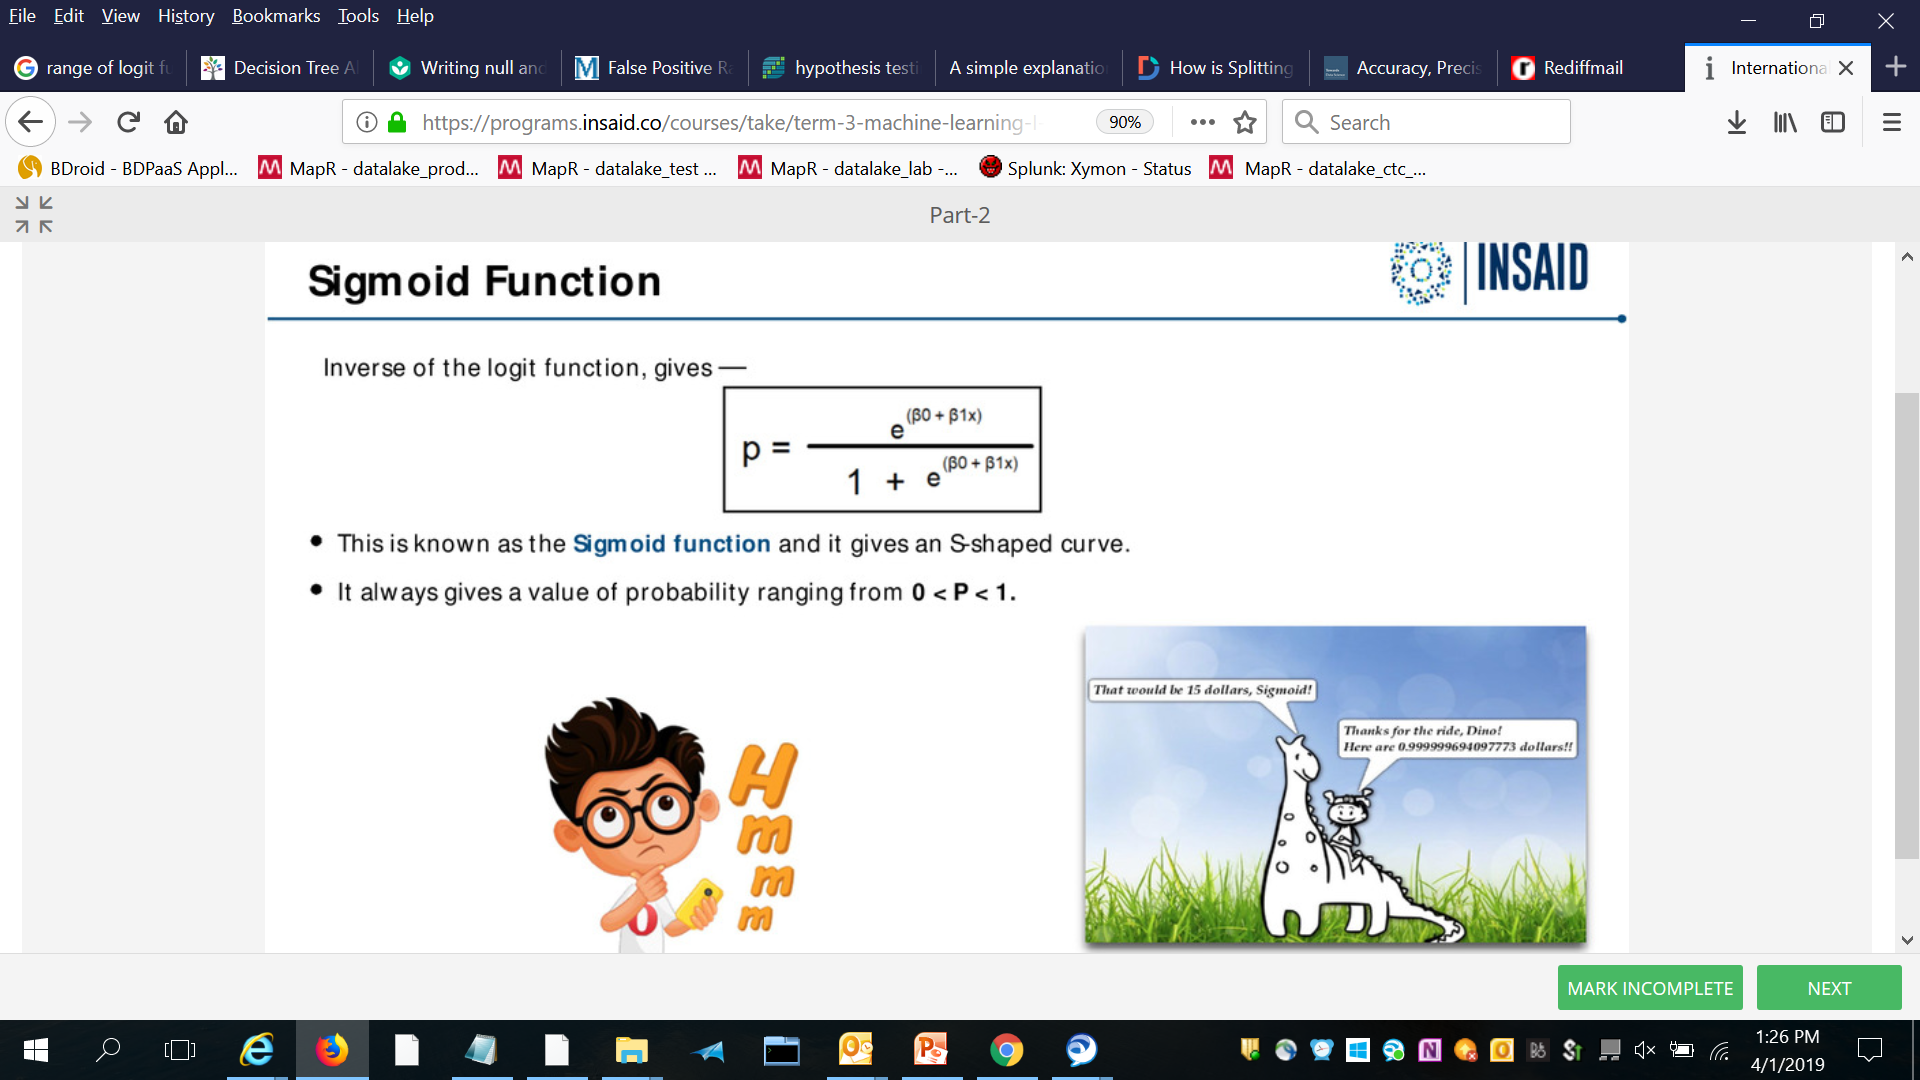 File Edit View History Bookmarks Tools Help
range of logit fu
Decision Tree Al
Writing null and
False Positive Ra
hypothesis testi
A simple explanation
How is Splitting
Accuracy, Precis
Rediffmail
International
https://programs.insaid.co/courses/take/term-3-machine-learning-l
90%
Search
BDroid - BDPaaS Appl...
MapR - datalake_prod...
MapR - datalake_test ...
MapR - datalake_lab -...
Splunk: Xymon - Status
MapR - datalake_ctc_...
Part-2
Sigmoid Function
INSAID
Inverse of the logit function, gives —
p = e^(β0 + β1x)
1 + e^(β0 + β1x)
• This is known as the Sigmoid function and it gives an S-shaped curve.
• It always gives a value of probability ranging from 0 < P < 1.
That would be 15 dollars, Sigmoid!
Thanks for the ride, Dino!
Here are 0.999999694097773 dollars!!
H
m
m
m
MARK INCOMPLETE
NEXT
1:26 PM
4/1/2019